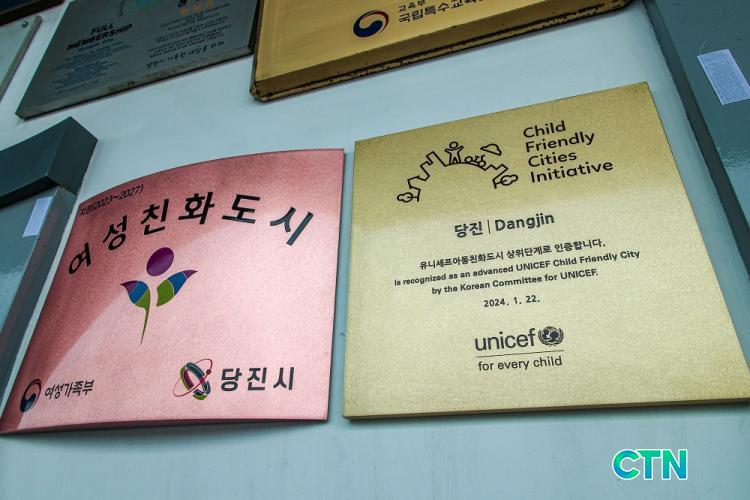 FULL
MEMBERSHIP
교육부
국립특수교육
지정(2023~2027)
여성친화도시
여성가족부
당진시
Child
Friendly
Cities
Initiative
당진 | Dangjin
유니세프아동친화도시 상위단계로 인증합니다.
is recognized as an advanced UNICEF Child Friendly City
by the Korean Committee for UNICEF.
2024. 1. 22.
unicef
for every child
CTN